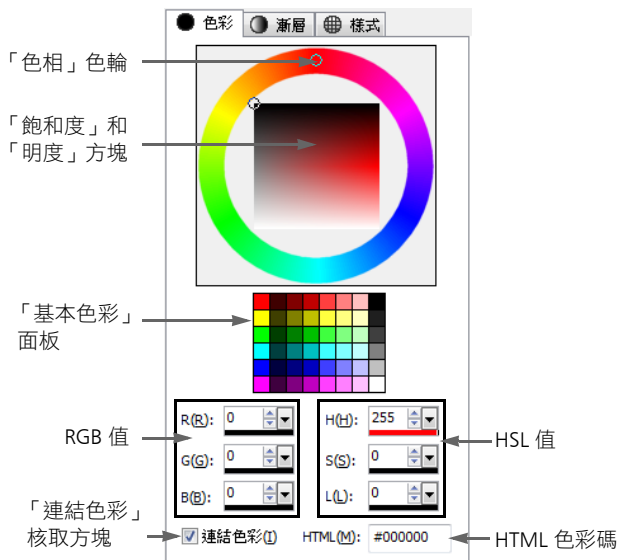 色彩 漸層 樣式
「色相」色輪
「飽和度」和
「明度」方塊
「基本色彩」
面板
R(R): 0 H(H): 255
RGB 值
G(G): 0 S(S): 0
HSL 值
B(B): 0 L(L): 0
「連結色彩」
核取方塊
連結色彩(I) HTML(M): #000000
HTML 色彩碼